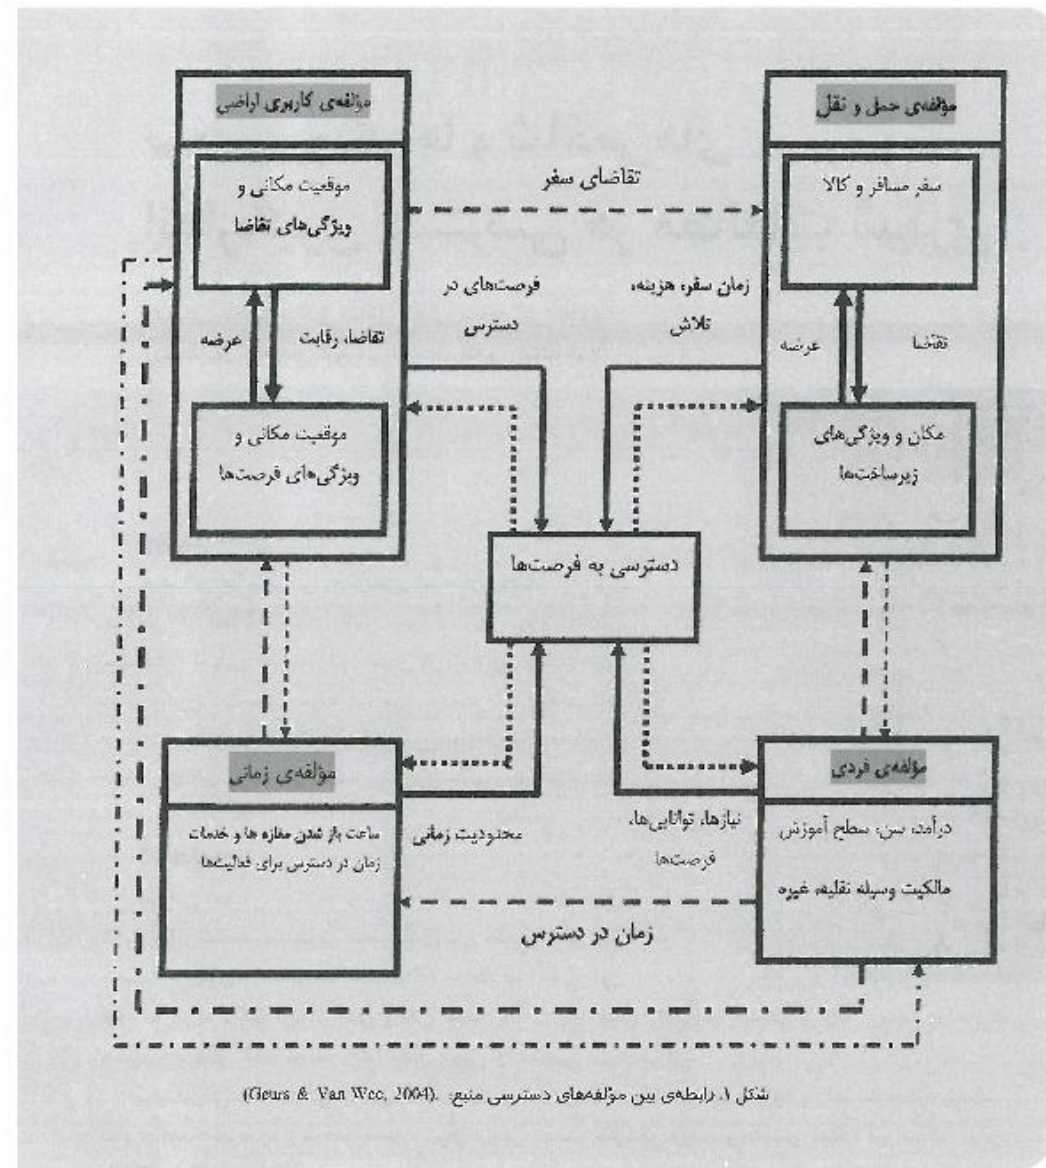 مؤلفه‌ی حمل و نقل
مؤلفه‌ی کاربری اراضی
سفر مسافر و کالا
تقاضای سفر
موقعیت مکانی و
ویژگی‌های تقاضا
زمان سفر، هزینه،
تلاش
فرصت‌های در
دسترس
تقاضا
عرضه
تقاضا، رقابت
عرضه
مکان و ویژگی‌های
زیرساخت‌ها
موقعیت مکانی و
ویژگی‌های فرصت‌ها
دسترسی به فرصت‌ها
مؤلفه‌ی فردی
مؤلفه‌ی زمانی
درآمد، سن، سطح آموزش
مالکیت وسیله نقلیه، غیره
نیازها، توانایی‌ها،
فرصت‌ها
محدودیت زمانی
ساعت باز شدن مغازه ها و خدمات
زمان در دسترس برای فعالیت‌ها
زمان در دسترس
شکل ۱. رابطه‌ی بین مؤلفه‌های دسترسی منبع: (Geurs & Van Wee, 2004).